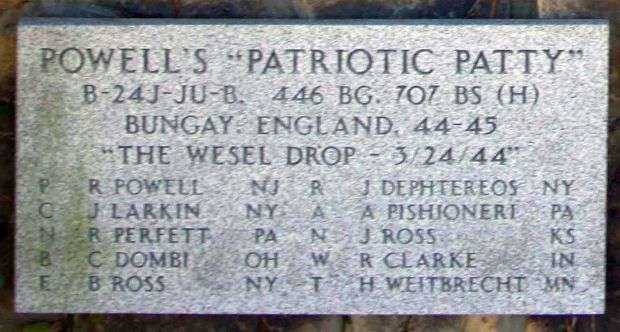 POWELL'S "PATRIOTIC PATTY"
B-24J-JU-B. 446 BG. 707 BS (H)
BUNGAY. ENGLAND. 44-45
"THE WESEL DROP - 3/24/44"
P R POWELL NJ R J DEPHTEREOS NY
C J LARKIN NY A A PISHIONERI PA
N R PERFETT PA N J ROSS KS
B C DOMBI OH W R CLARKE IN
E B ROSS NY T H WEITBRECHT MN